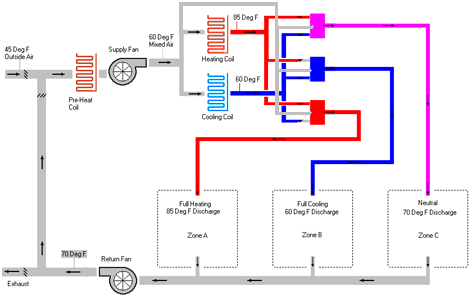 45 Deg F
Outside Air
Pre-Heat
Coil
Supply Fan
60 Deg F
Mixed Air
85 Deg F
Heating Coil
60 Deg F
Cooling Coil
Full Heating
85 Deg F Discharge
Zone A
Full Cooling
60 Deg F Discharge
Zone B
Neutral
70 Deg F Discharge
Zone C
70 Deg F
Return Fan
Exhaust